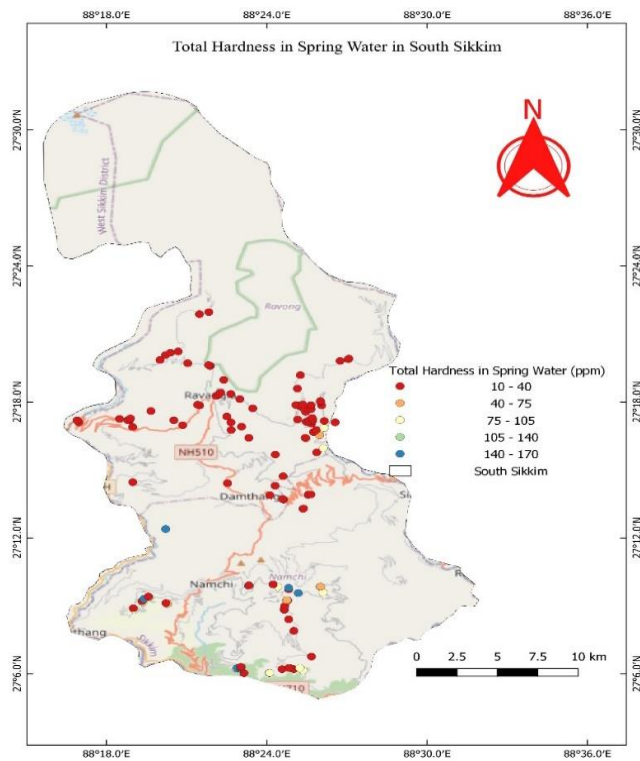 88°18.0'E 88°24.0'E 88°30.0'E 88°36.0'E
Total Hardness in Spring Water in South Sikkim
N
27°30.0'N 27°30.0'N
West Sikkim District
27°24.0'N 27°24.0'N
Ravong
Total Hardness in Spring Water (ppm)
10 - 40
27°18.0'N 27°18.0'N
40 - 75
75 - 105
105 - 140
140 - 170
South Sikkim
NH510
Damthang
27°12.0'N 27°12.0'N
Namchi
Namchi
thang
Sikkim
27°6.0'N 27°6.0'N
0 2.5 5 7.5 10 km
710
88°18.0'E 88°24.0'E 88°30.0'E 88°36.0'E